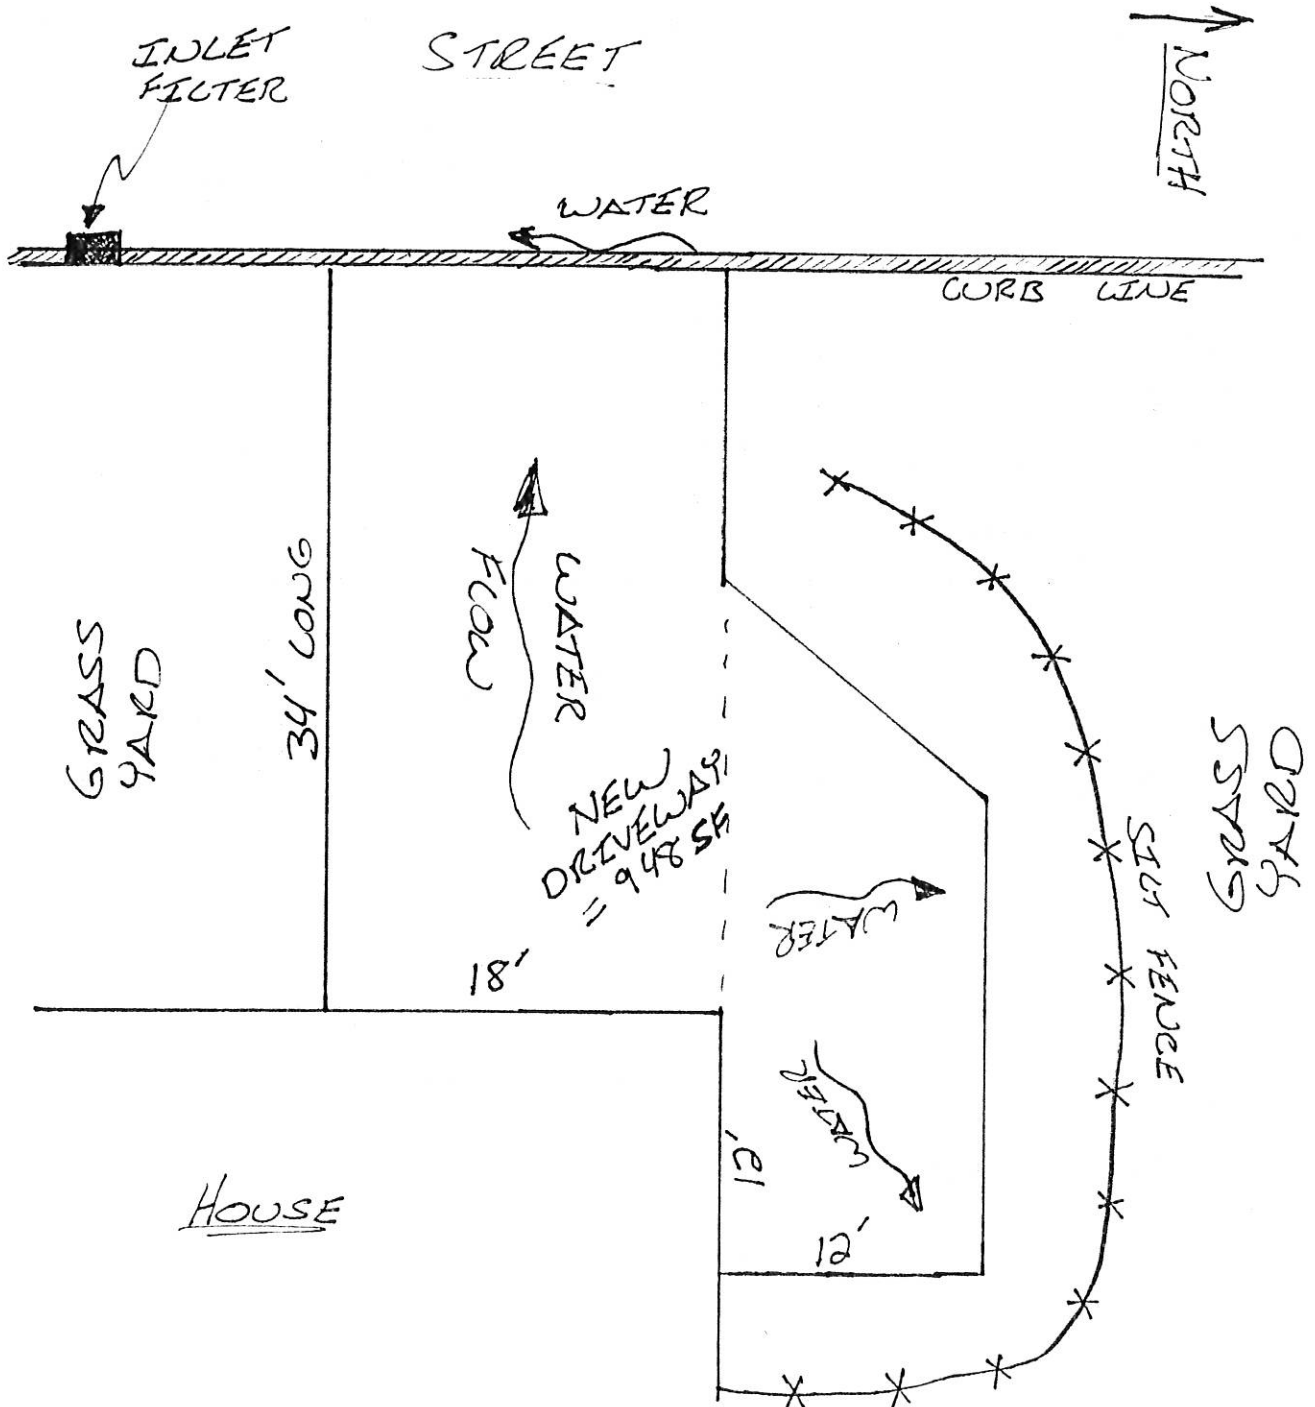 INLET
FILTER
STREET
NORTH
WATER
CURB LINE
GRASS
YARD
34' LONG
WATER
FLOW
NEW
DRIVEWAY
= 948 SF
18'
WATER
WATER
12'
12'
HOUSE
SILT FENCE
GRASS
YARD